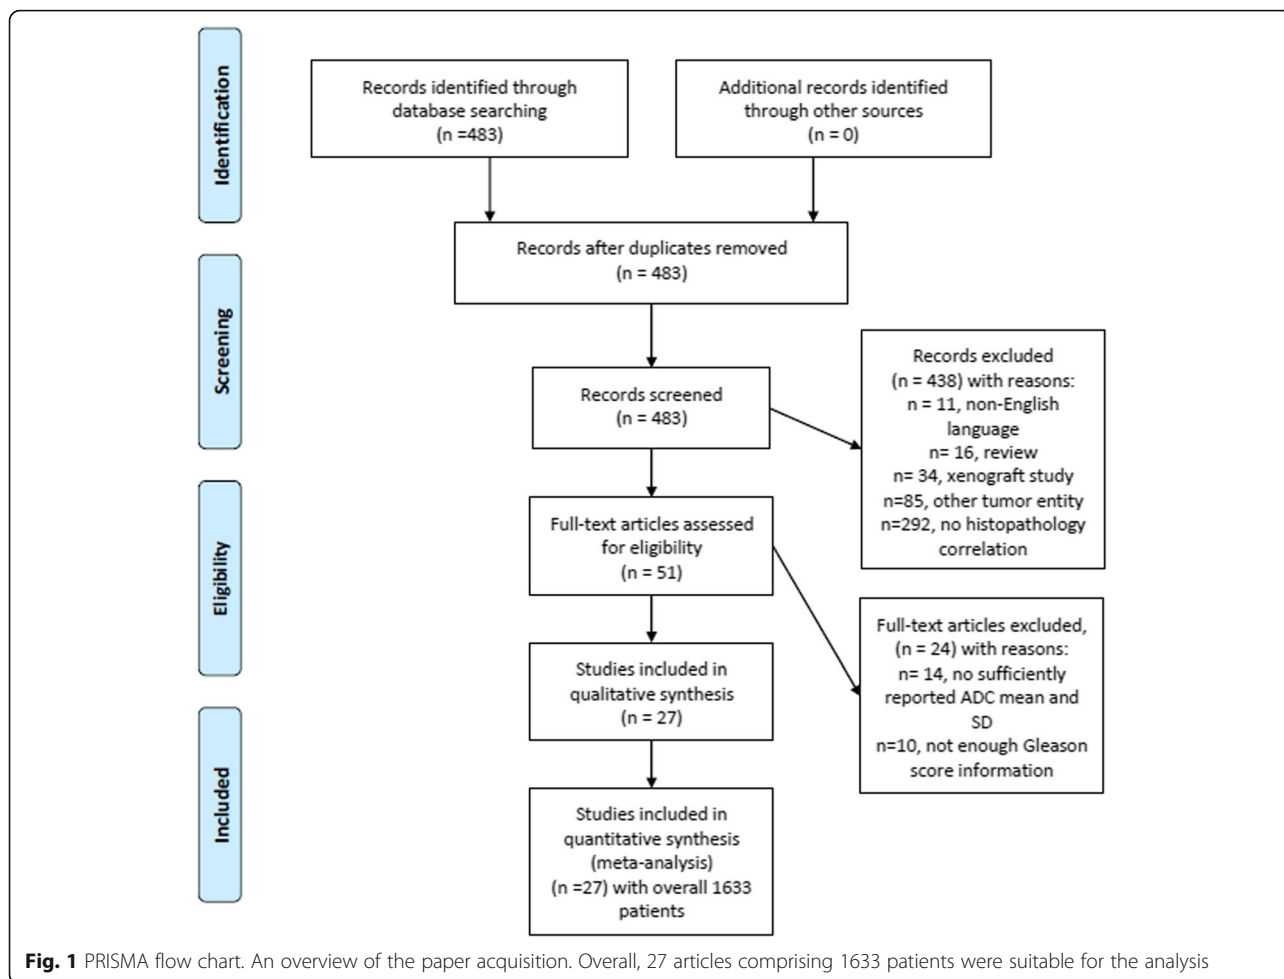 Identification
Records identified through
database searching
(n =483)
Additional records identified
through other sources
(n = 0)
Records after duplicates removed
(n = 483)
Screening
Records screened
(n = 483)
Records excluded
(n = 438) with reasons:
n = 11, non-English
language
n= 16, review
n= 34, xenograft study
n=85, other tumor entity
n=292, no histopathology
correlation
Eligibility
Full-text articles assessed
for eligibility
(n = 51)
Full-text articles excluded,
(n = 24) with reasons:
n= 14, no sufficiently
reported ADC mean and
SD
n=10, not enough Gleason
score information
Studies included in
qualitative synthesis
(n = 27)
Included
Studies included in
quantitative synthesis
(meta-analysis)
(n =27) with overall 1633
patients
Fig. 1 PRISMA flow chart. An overview of the paper acquisition. Overall, 27 articles comprising 1633 patients were suitable for the analysis